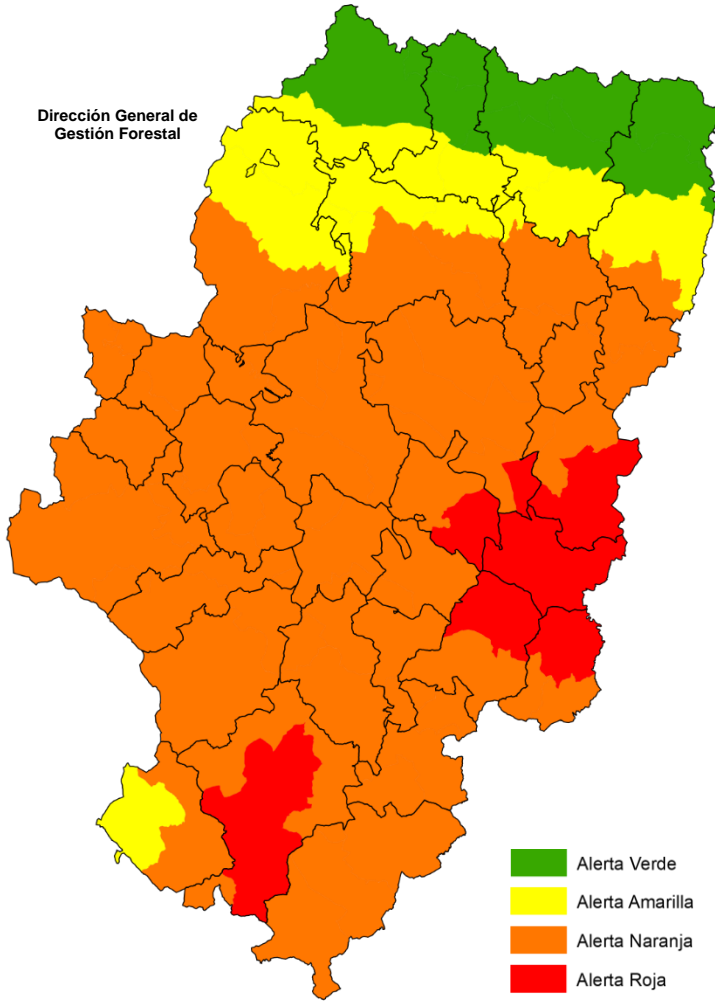 Dirección General de
Gestión Forestal
Alerta Verde
Alerta Amarilla
Alerta Naranja
Alerta Roja